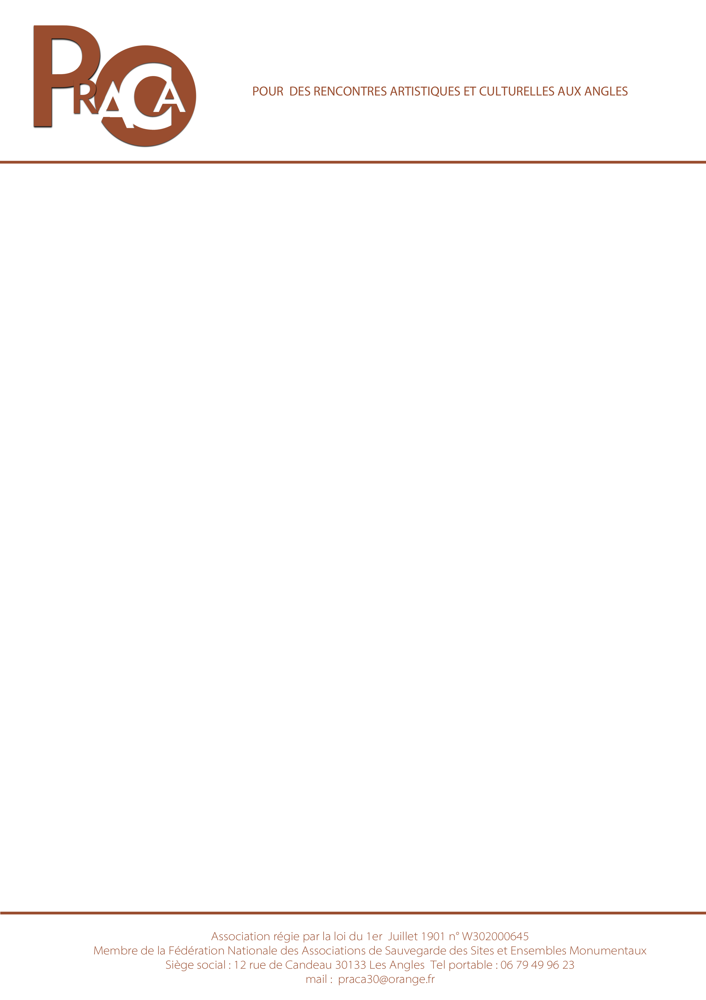 PRACA
POUR DES RENCONTRES ARTISTIQUES ET CULTURELLES AUX ANGLES
Association régie par la loi du 1er Juillet 1901 n° W302000645
Membre de la Fédération Nationale des Associations de Sauvegarde des Sites et Ensembles Monumentaux
Siège social : 12 rue de Candeau 30133 Les Angles Tel portable : 06 79 49 96 23
mail : praca30@orange.fr